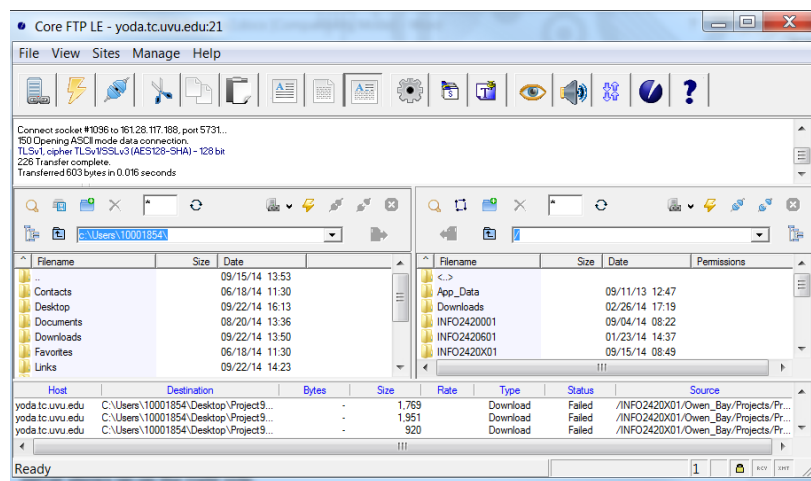 Core FTP LE - yoda.tc.uvu.edu:21
File View Sites Manage Help
Connect socket #1096 to 161.28.117.188, port 5731...
150 Opening ASCII mode data connection.
TLSv1, cipher TLSv1/SSLv3 (AES128-SHA) - 128 bit
226 Transfer complete.
Transferred 603 bytes in 0.016 seconds
* *
c:\Users\10001854\ /
^ Filename Size Date ^ Filename Size Date Permissions
.. 09/15/14 13:53 <..>
Contacts 06/18/14 11:30 App_Data 09/11/13 12:47
Desktop 09/22/14 16:13 Downloads 02/26/14 17:19
Documents 08/20/14 13:36 INFO2420001 09/04/14 08:22
Downloads 09/22/14 13:50 INFO2420601 01/23/14 14:37
Favorites 06/18/14 11:30 INFO2420X01 09/15/14 08:49
Links 09/22/14 14:23
Host Destination Bytes Size Rate Type Status Source
yoda.tc.uvu.edu C:\Users\10001854\Desktop\Project9... - 1,769 Download Failed /INFO2420X01/Owen_Bay/Projects/Pr...
yoda.tc.uvu.edu C:\Users\10001854\Desktop\Project9... - 1,951 Download Failed /INFO2420X01/Owen_Bay/Projects/Pr...
yoda.tc.uvu.edu C:\Users\10001854\Desktop\Project9... - 920 Download Failed /INFO2420X01/Owen_Bay/Projects/Pr...
Ready 1 RCV XMT